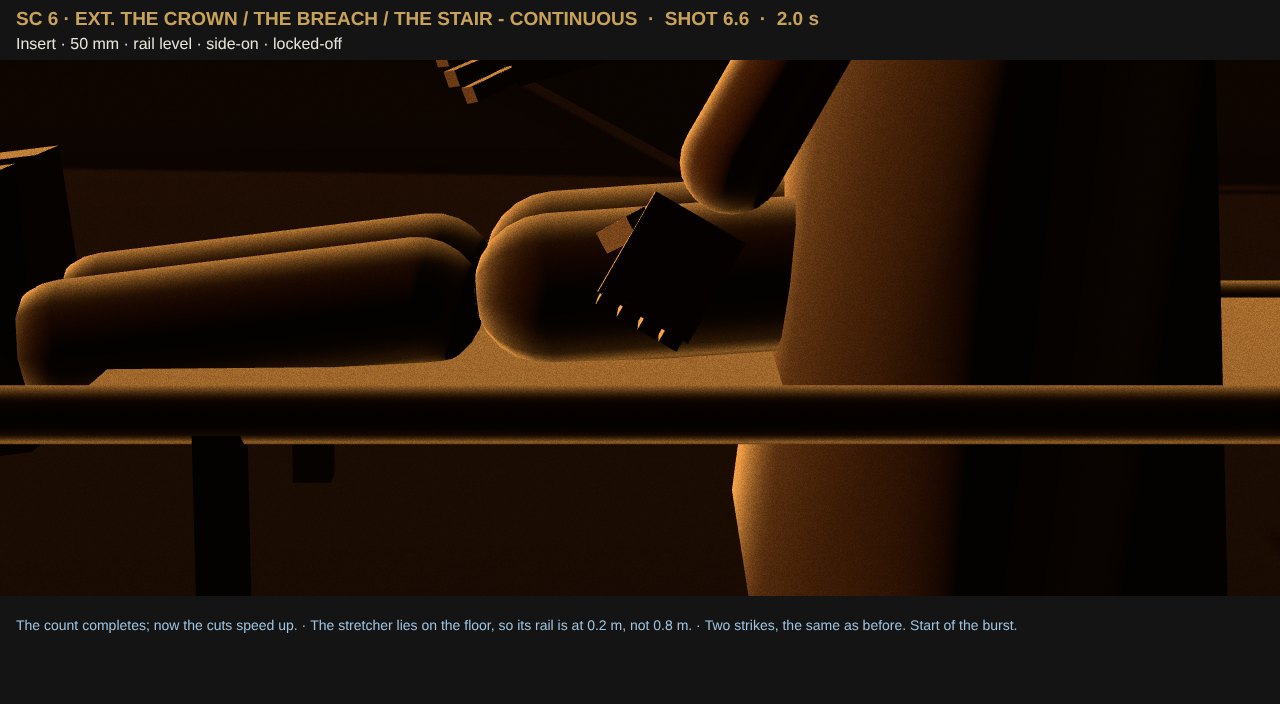 SC 6 · EXT. THE CROWN / THE BREACH / THE STAIR - CONTINUOUS · SHOT 6.6 · 2.0 s
Insert · 50 mm · rail level · side-on · locked-off
The count completes; now the cuts speed up. · The stretcher lies on the floor, so its rail is at 0.2 m, not 0.8 m. · Two strikes, the same as before. Start of the burst.